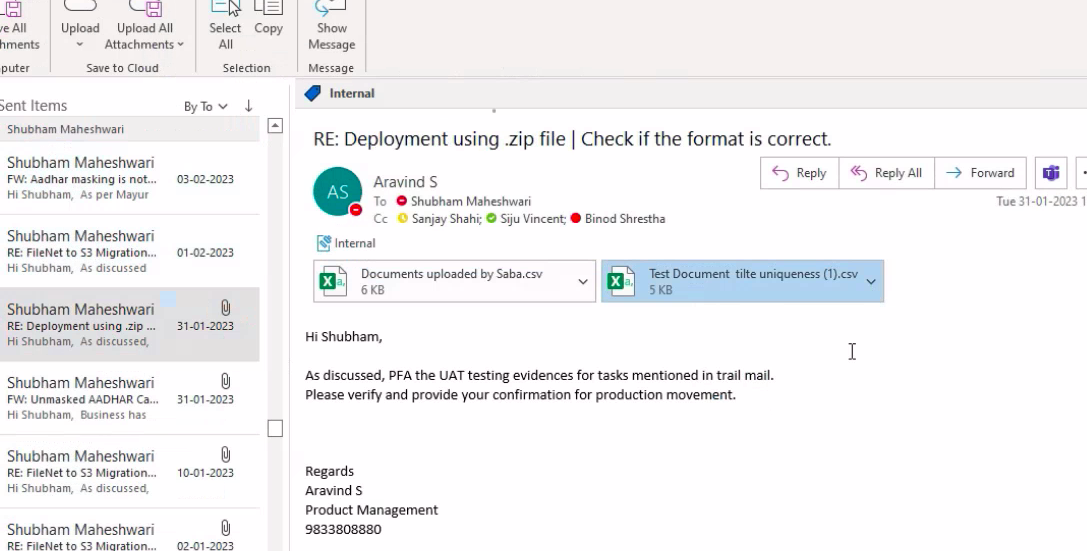 ve All Upload Upload All Select Copy Show
hments Attachments All Message
puter Save to Cloud Selection Message
Sent Items By To
Shubham Maheshwari
Shubham Maheshwari
FW: Aadhar masking is not... 03-02-2023
Hi Shubham, As per Mayur
Shubham Maheshwari
RE: FileNet to S3 Migration... 01-02-2023
Hi Shubham, As discussed
Shubham Maheshwari
RE: Deployment using .zip ... 31-01-2023
Hi Shubham, As discussed,
Shubham Maheshwari
FW: Unmasked AADHAR Ca... 31-01-2023
Hi Shubham, Business has
Shubham Maheshwari
RE: FileNet to S3 Migration... 10-01-2023
Hi Shubham, As discussed,
Shubham Maheshwari
RE: FileNet to S3 Migration... 02-01-2023
Internal
RE: Deployment using .zip file | Check if the format is correct.
AS
Aravind S
To Shubham Maheshwari
Cc Sanjay Shahi; Siju Vincent; Binod Shrestha
Reply Reply All Forward
Tue 31-01-2023 1
Internal
Documents uploaded by Saba.csv
6 KB
Test Document tilte uniqueness (1).csv
5 KB
Hi Shubham,
As discussed, PFA the UAT testing evidences for tasks mentioned in trail mail.
Please verify and provide your confirmation for production movement.
Regards
Aravind S
Product Management
9833808880